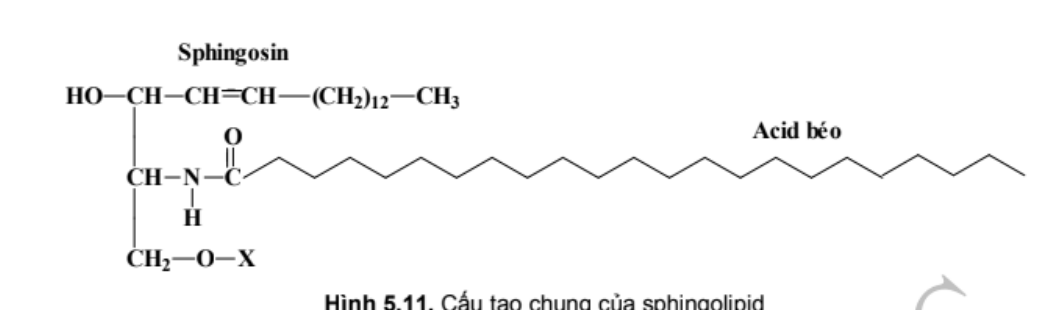 Sphingosin
HO–CH–CH=CH–(CH₂)₁₂–CH₃
O
Acid béo
CH–N–C
H
CH₂–O–X
Hình 5.11. Cấu tạo chung của sphingolipid